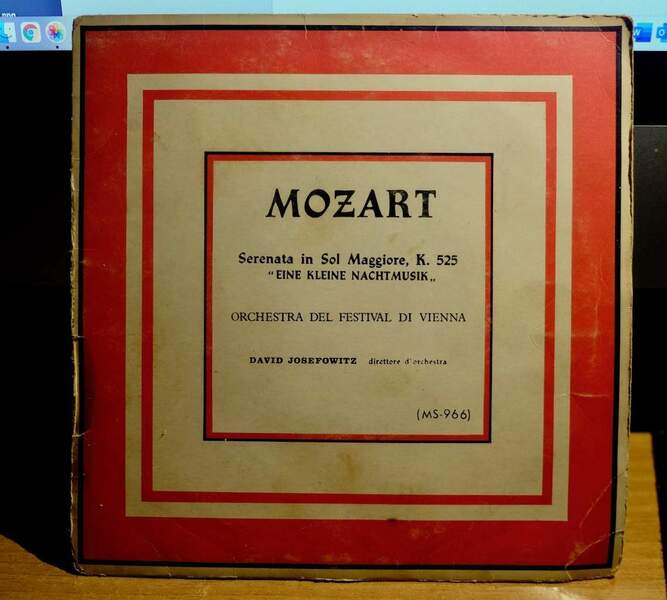 MOZART
Serenata in Sol Maggiore, K. 525
"EINE KLEINE NACHTMUSIK„
ORCHESTRA DEL FESTIVAL DI VIENNA
DAVID JOSEFOWITZ direttore d'orchestra
(MS-966)